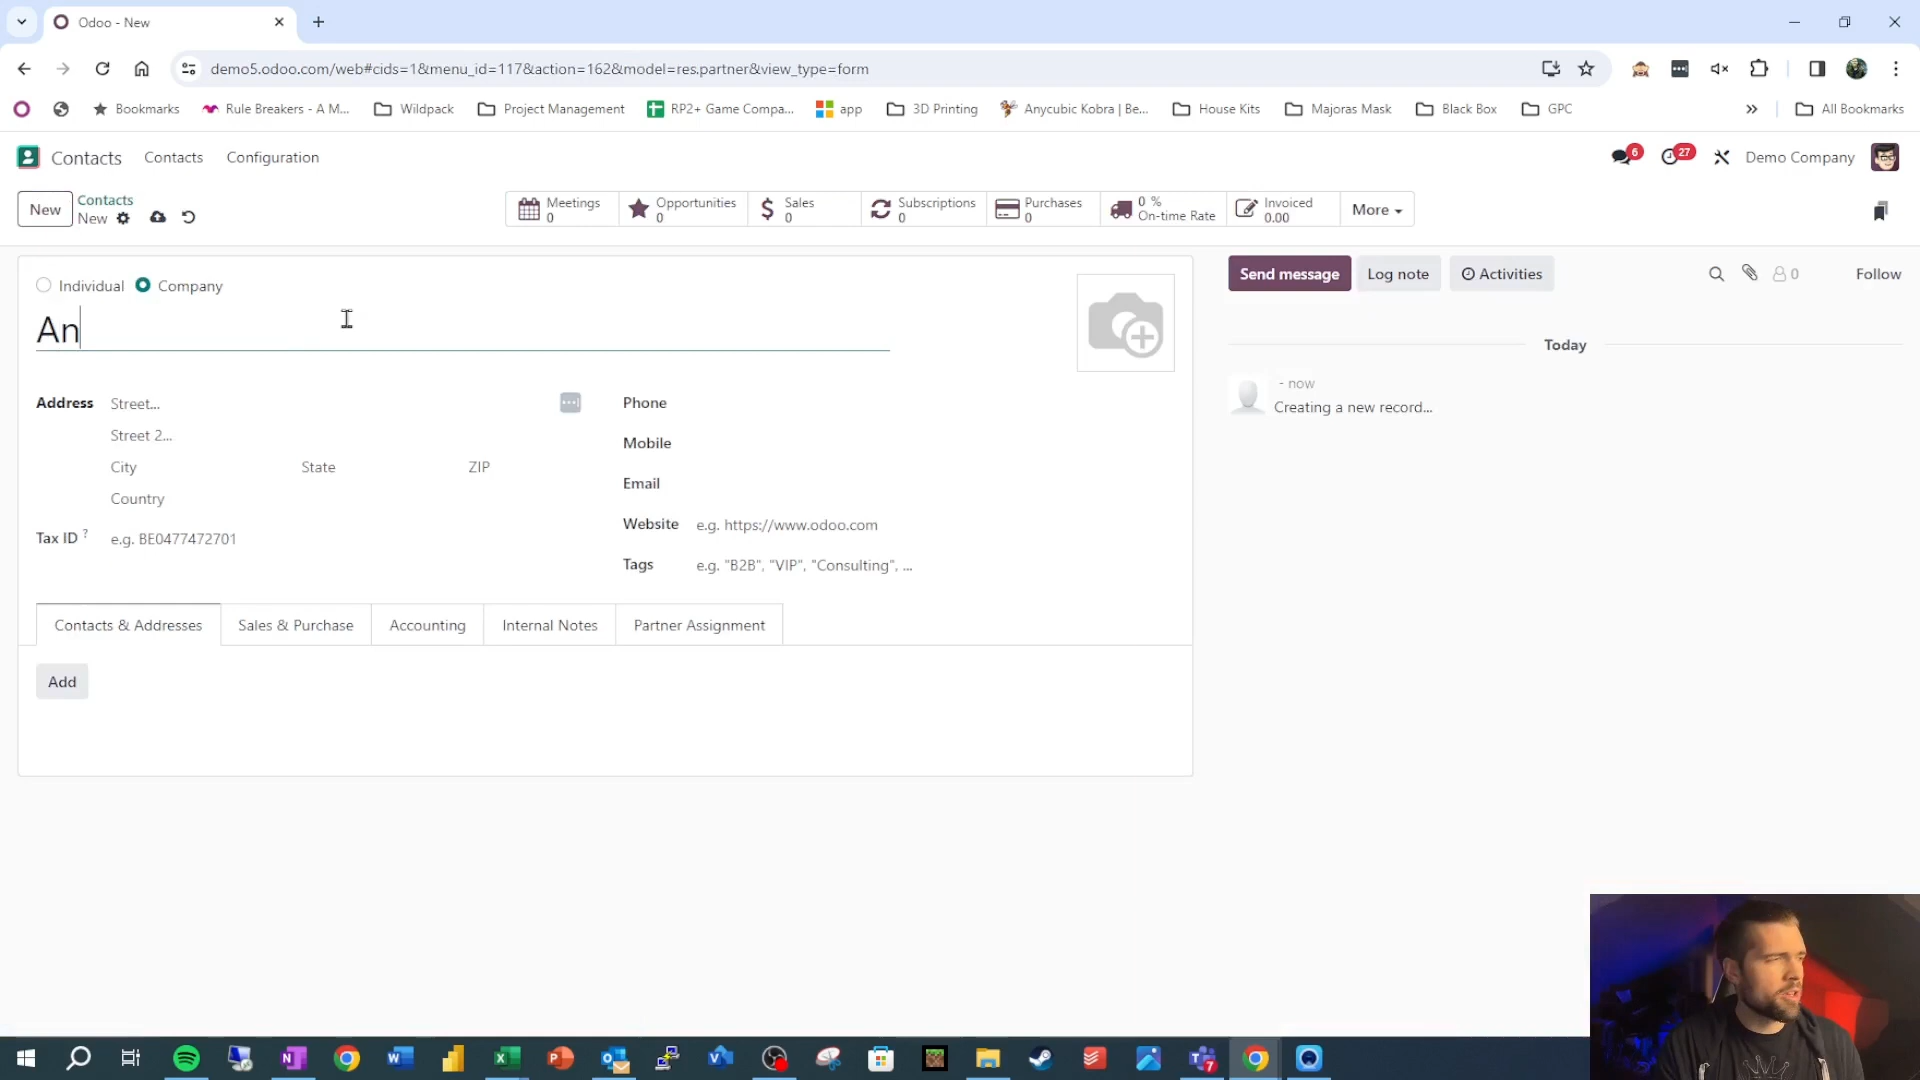 Odoo - New
demo5.odoo.com/web#cids=1&menu_id=117&action=162&model=res.partner&view_type=form
Bookmarks
Rule Breakers - A M...
Wildpack
Project Management
RP2+ Game Compa...
app
3D Printing
Anycubic Kobra | Be...
House Kits
Majoras Mask
Black Box
GPC
All Bookmarks
Contacts
Contacts
Configuration
6
27
Demo Company
New
Contacts
New
Meetings
0
Opportunities
0
Sales
0
Subscriptions
0
Purchases
0
0 %
On-time Rate
Invoiced
0.00
More
Individual
Company
An
Address
Street...
Street 2...
City
State
ZIP
Country
Tax ID ?
e.g. BE0477472701
Phone
Mobile
Email
Website
e.g. https://www.odoo.com
Tags
e.g. "B2B", "VIP", "Consulting", ...
Contacts & Addresses
Sales & Purchase
Accounting
Internal Notes
Partner Assignment
Add
Send message
Log note
Activities
0
Follow
Today
- now
Creating a new record...
7